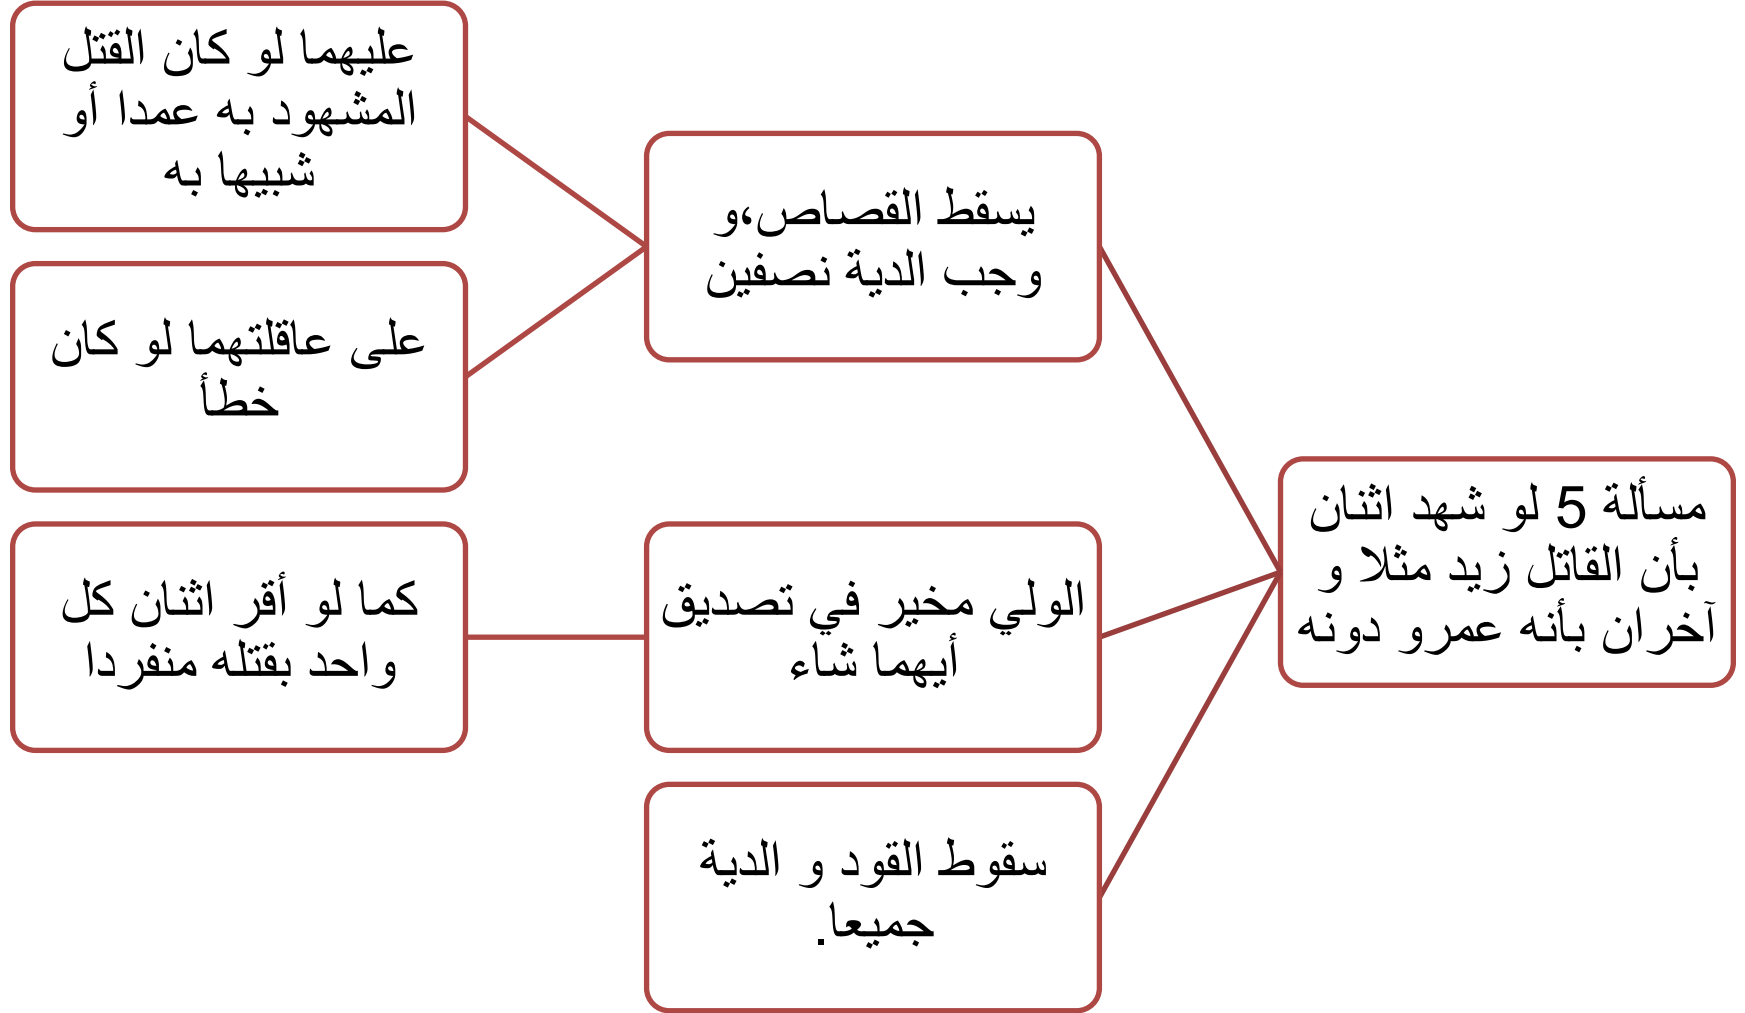 مسألة 5 لو شهد اثنان
بأن القاتل زيد مثلا و
آخران بأنه عمرو دونه
يسقط القصاص،و
وجب الدية نصفين
عليهما لو كان القتل
المشهود به عمدا أو
شبيها به
على عاقلتهما لو كان
خطأ
الولي مخير في تصديق
أيهما شاء
كما لو أقر اثنان كل
واحد بقتله منفردا
سقوط القود و الدية
جميعا.